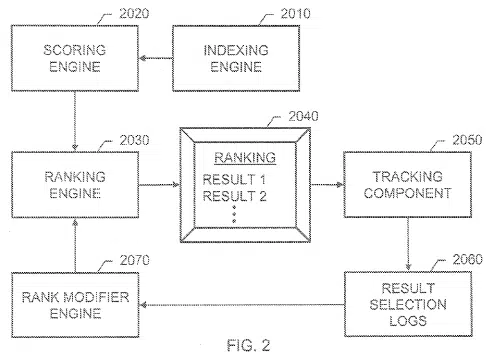 2020
2010
SCORING
ENGINE
INDEXING
ENGINE
2030
2040
2050
RANKING
ENGINE
RANKING
RESULT 1
RESULT 2
TRACKING
COMPONENT
2070
2060
RANK MODIFIER
ENGINE
RESULT
SELECTION
LOGS
FIG. 2